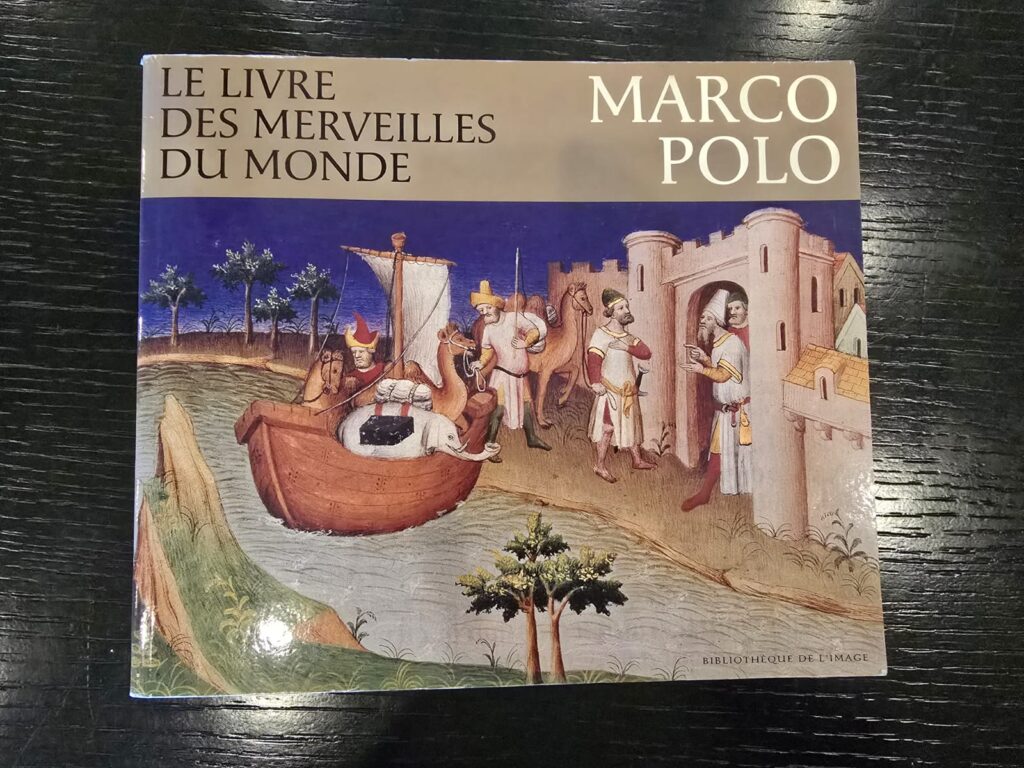 LE LIVRE
DES MERVEILLES
DU MONDE
MARCO
POLO
BIBLIOTHÈQUE DE L'IMAGE